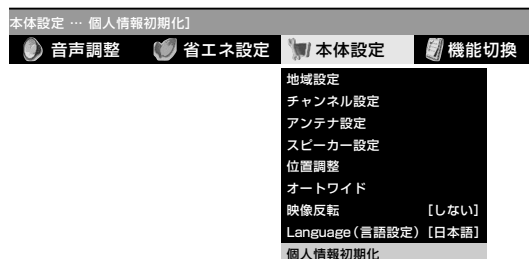 本体設定 … 個人情報初期化］
音声調整 省エネ設定 本体設定 機能切換
地域設定
チャンネル設定
アンテナ設定
スピーカー設定
位置調整
オートワイド
映像反転 ［しない］
Language（言語設定）［日本語］
個人情報初期化